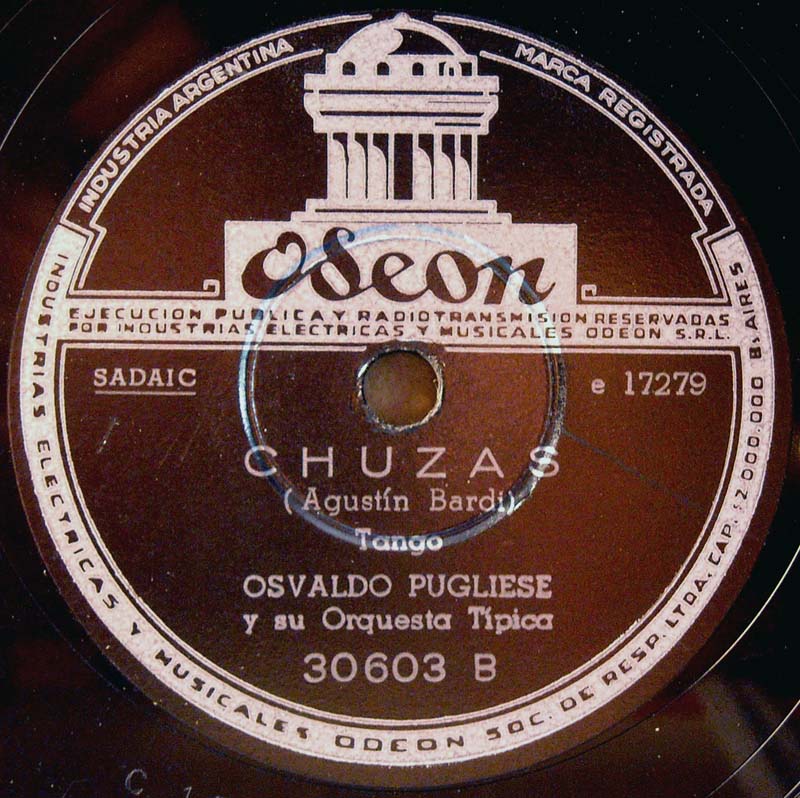 INDUSTRIA ARGENTINA
MARCA REGISTRADA
Odeon
EJECUCION PUBLICA Y RADIOTRANSMISION RESERVADAS
POR INDUSTRIAS ELECTRICAS Y MUSICALES ODEON S.R.L.
SADAIC
e 17279
CHUZAS
(Agustín Bardi)
Tango
OSVALDO PUGLIESE
y su Orquesta Típica
30603 B
INDUSTRIAS ELECTRICAS Y MUSICALES ODEON SOC. DE RESP. LTDA. CAP. $2.000.000 Bs AIRES